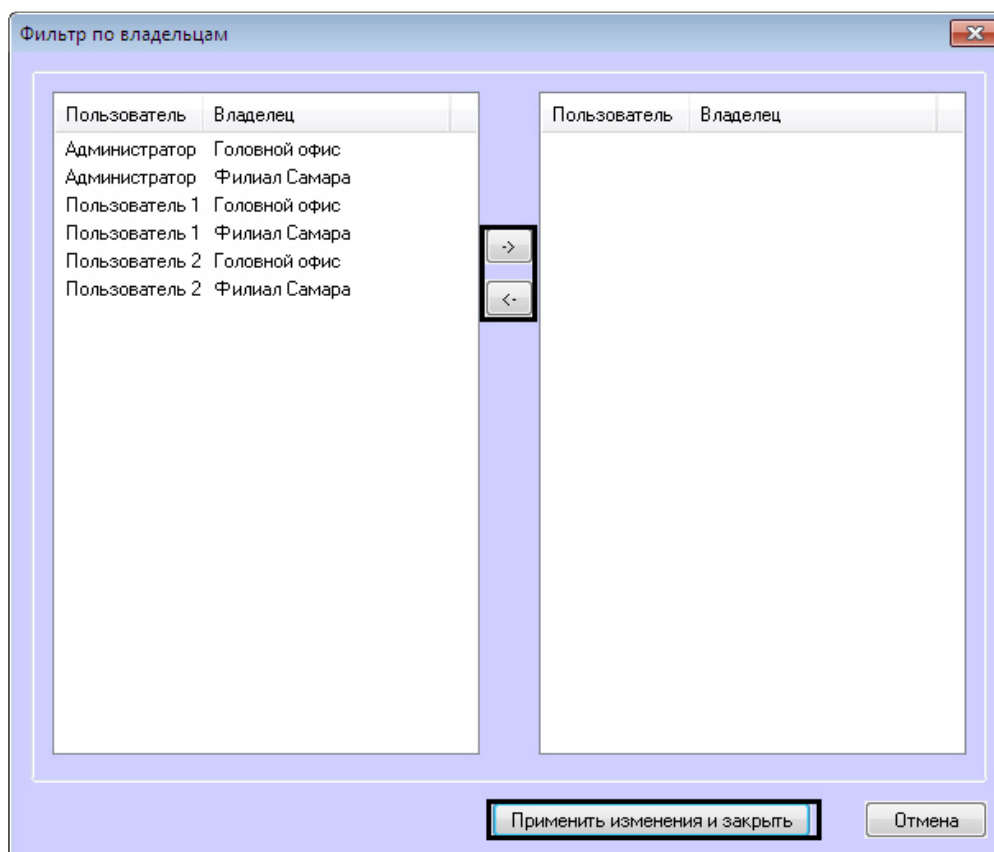 Фильтр по владельцам
Пользователь Владелец
Администратор Головной офис
Администратор Филиал Самара
Пользователь 1 Головной офис
Пользователь 1 Филиал Самара
Пользователь 2 Головной офис
Пользователь 2 Филиал Самара
->
<-
Пользователь Владелец
Применить изменения и закрыть
Отмена